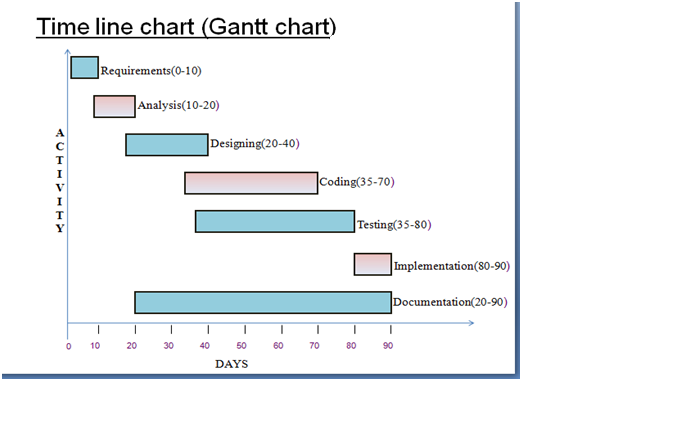 Time line chart (Gantt chart)
Requirements(0-10)
Analysis(10-20)
Designing(20-40)
Coding(35-70)
Testing(35-80)
Implementation(80-90)
Documentation(20-90)
ACTIVITY
0 10 20 30 40 50 60 70 80 90
DAYS